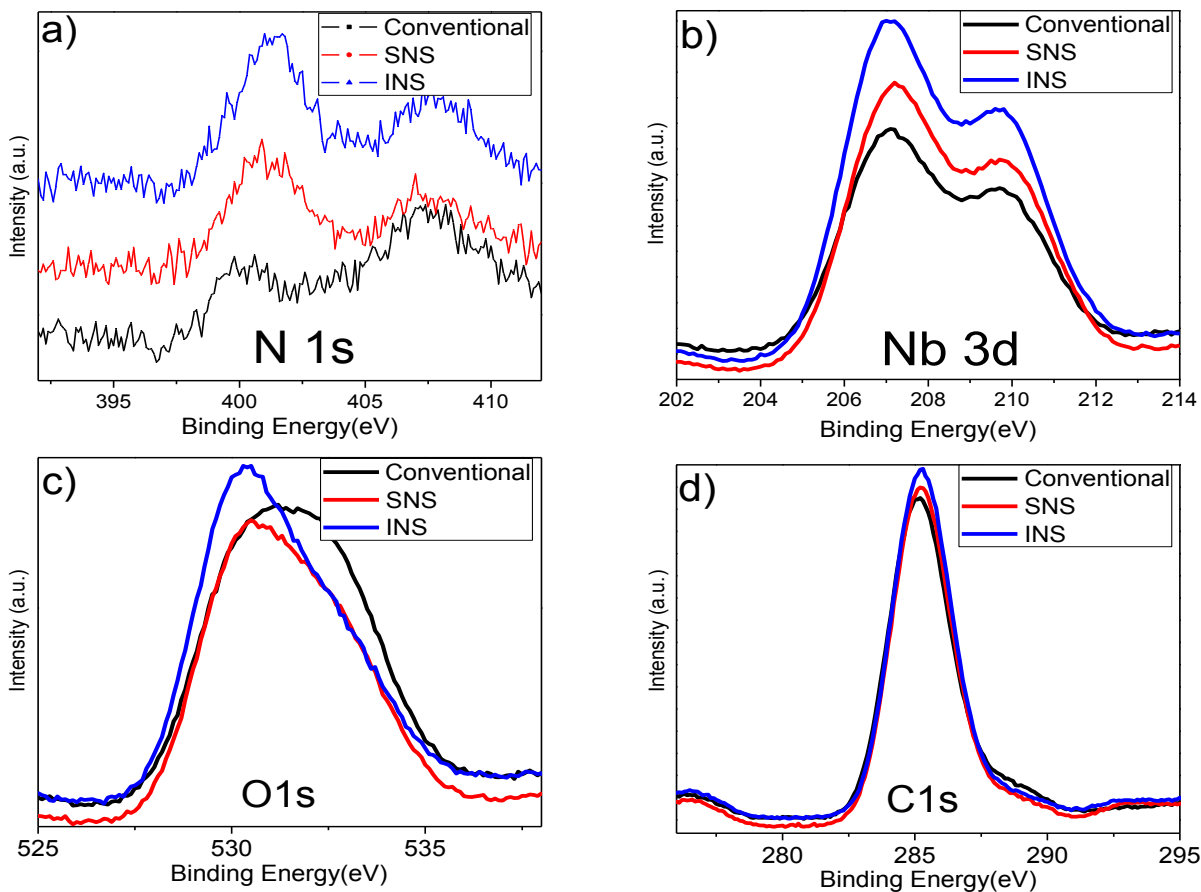 a)
Conventional
SNS
INS
Intensity (a.u.)
N 1s
395 400 405 410
Binding Energy(eV)
b)
Conventional
SNS
INS
Intensity (a.u.)
Nb 3d
202 204 206 207 208 210 212 214
Binding Energy(eV)
c)
Conventional
SNS
INS
Intensity (a.u.)
O1s
525 530 535
Binding Energy(eV)
d)
Conventional
SNS
INS
Intensity (a.u.)
C1s
280 285 290 295
Binding Energy(eV)